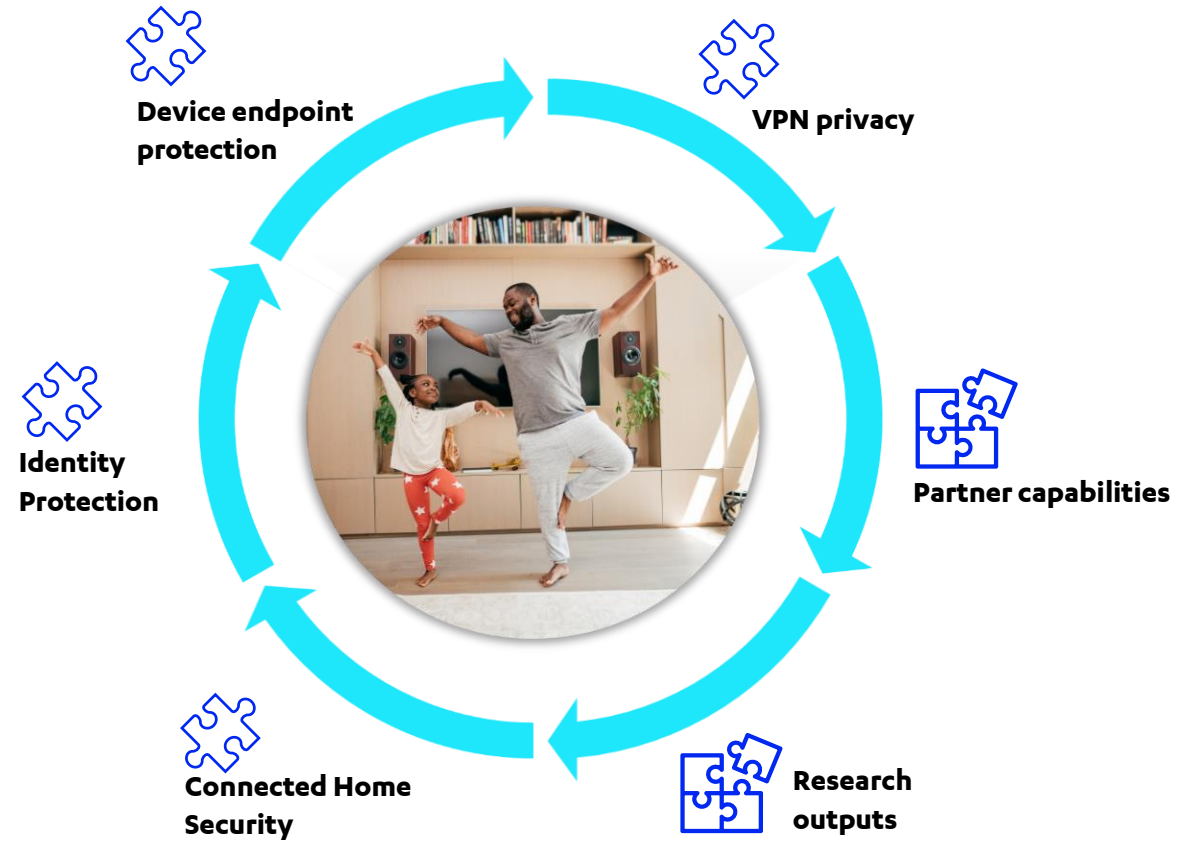 Device endpoint
protection
VPN privacy
Identity
Protection
Partner capabilities
Connected Home
Security
Research
outputs